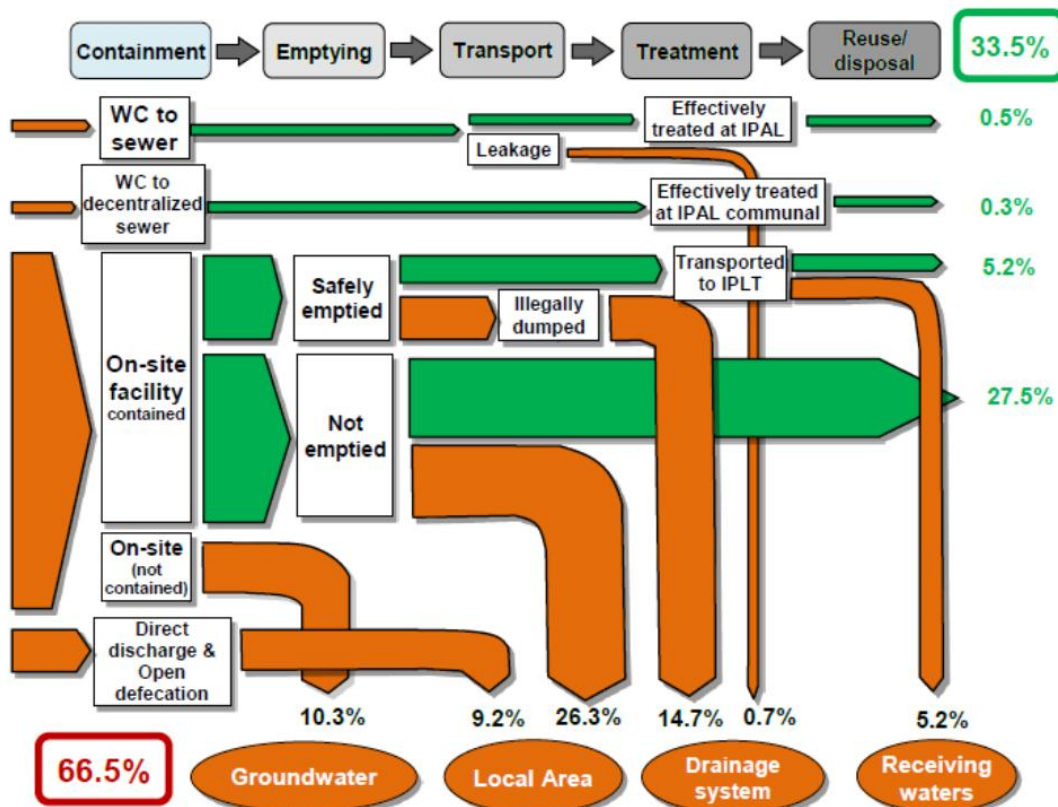 Containment
Emptying
Transport
Treatment
Reuse/
disposal
33.5%
WC to
sewer
Leakage
Effectively
treated at IPAL
0.5%
WC to
decentralized
sewer
Effectively treated
at IPAL communal
0.3%
On-site
facility
contained
Safely
emptied
Illegally
dumped
Transported
to IPLT
5.2%
Not
emptied
27.5%
On-site
(not
contained)
Direct
discharge &
Open
defecation
10.3%
9.2%
26.3%
14.7%
0.7%
5.2%
66.5%
Groundwater
Local Area
Drainage
system
Receiving
waters